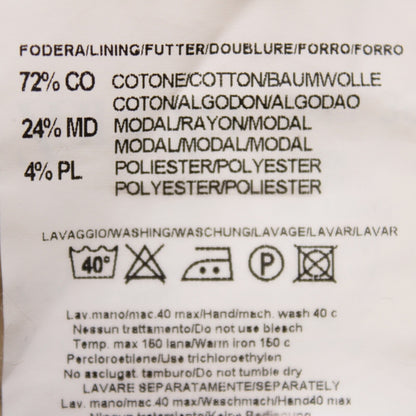 FODERA/LINING/FUTTER/DOUBLURE/FORRO/FORRO
72% CO COTONE/COTTON/BAUMWOLLE
COTON/ALGODON/ALGODAO
24% MD MODAL/RAYON/MODAL
MODAL/MODAL/MODAL
4% PL POLIESTER/POLYESTER
POLYESTER/POLIESTER
LAVAGGIO/WASHING/WASCHUNG/LAVAGE/LAVAR/LAVAR
40° P
Lav.mano/mac.40 max/Hand/mach. wash 40 c
Nessun trattamento/Do not use bleach
Temp. max 150 lana/Warm iron 150 c
Percloroetilene/Use trichloroethylen
No asciugat. tamburo/Do not tumble dry
LAVARE SEPARATAMENTE/SEPARATELY
Lav.mano/mac.40 max/Waschmach/Hand40 max
Nessun trattamento/Keine